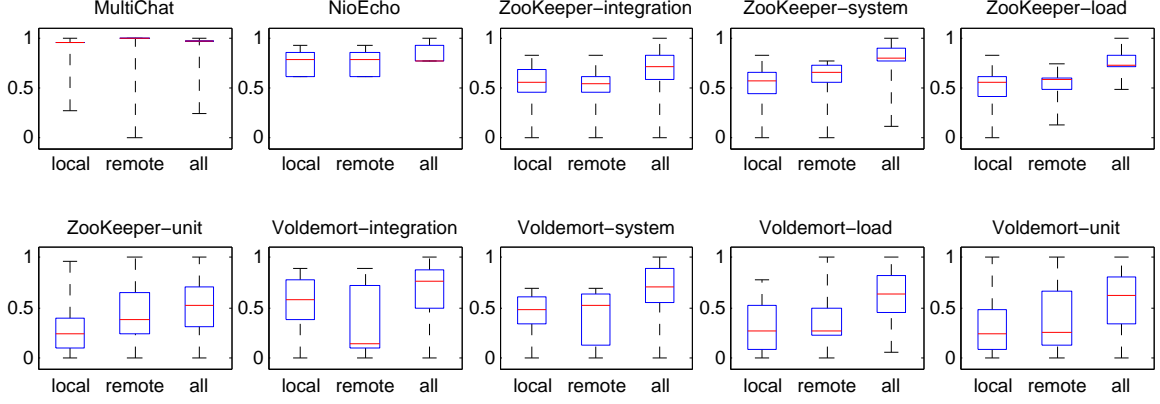 MultiChat NioEcho ZooKeeper−integration ZooKeeper−system ZooKeeper−load
1 1 1 1 1
0.5 0.5 0.5 0.5 0.5
0 0 0 0 0
local remote all local remote all local remote all local remote all local remote all
ZooKeeper−unit Voldemort−integration Voldemort−system Voldemort−load Voldemort−unit
1 1 1 1 1
0.5 0.5 0.5 0.5 0.5
0 0 0 0 0
local remote all local remote all local remote all local remote all local remote all